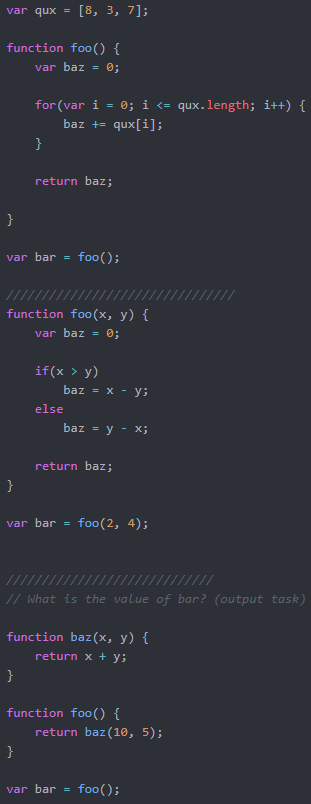 var qux = [8, 3, 7];

function foo() {
    var baz = 0;

    for(var i = 0; i <= qux.length; i++) {
        baz += qux[i];
    }

    return baz;

}

var bar = foo();

////////////////////////////////
function foo(x, y) {
    var baz = 0;

    if(x > y)
        baz = x - y;
    else
        baz = y - x;

    return baz;
}

var bar = foo(2, 4);


/////////////////////////////
// What is the value of bar? (output task)

function baz(x, y) {
    return x + y;
}

function foo() {
    return baz(10, 5);
}

var bar = foo();